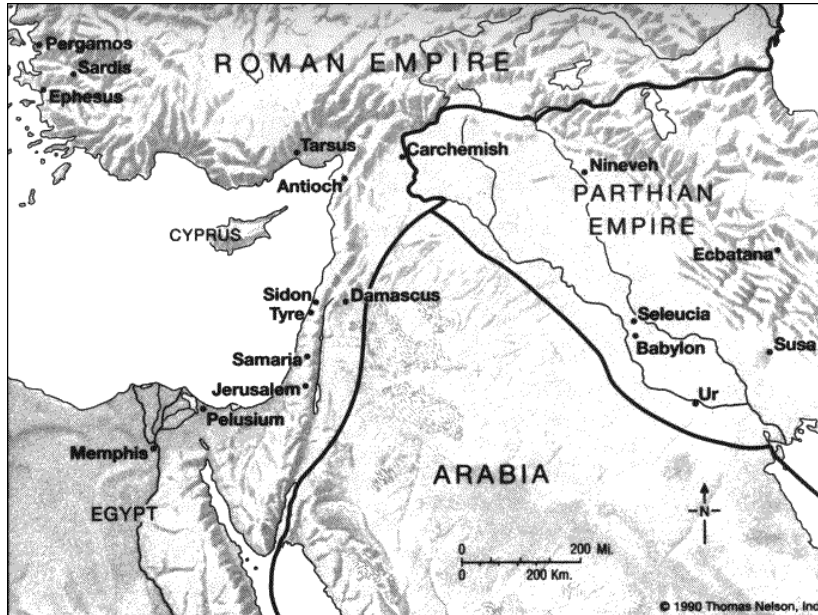 Pergamos
Sardis
Ephesus
ROMAN EMPIRE
Tarsus
Antioch
Carchemish
Nineveh
PARTHIAN
EMPIRE
CYPRUS
Ecbatana
Sidon
Tyre
Damascus
Seleucia
Babylon
Susa
Samaria
Jerusalem
Ur
Pelusium
Memphis
ARABIA
EGYPT
N
0 200 Mi.
0 200 Km.
© 1990 Thomas Nelson, Inc